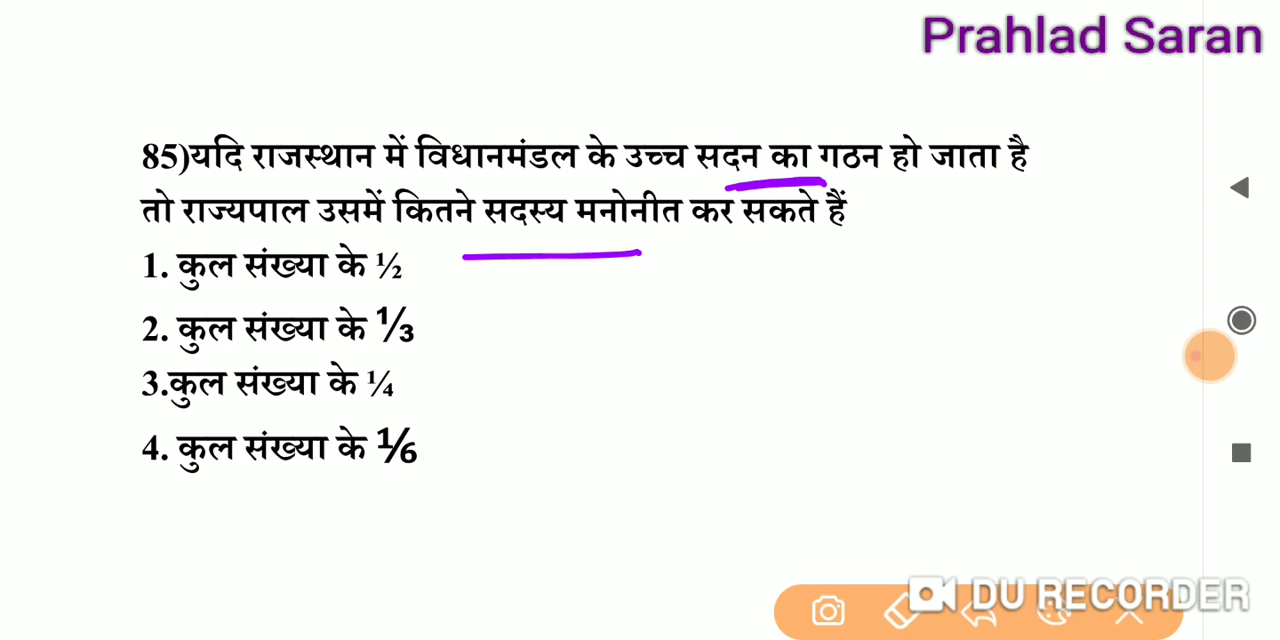 Prahlad Saran
85)यदि राजस्थान में विधानमंडल के उच्च सदन का गठन हो जाता है
तो राज्यपाल उसमें कितने सदस्य मनोनीत कर सकते हैं
1. कुल संख्या के ½
2. कुल संख्या के ⅓
3.कुल संख्या के ¼
4. कुल संख्या के ⅙
DU RECORDER